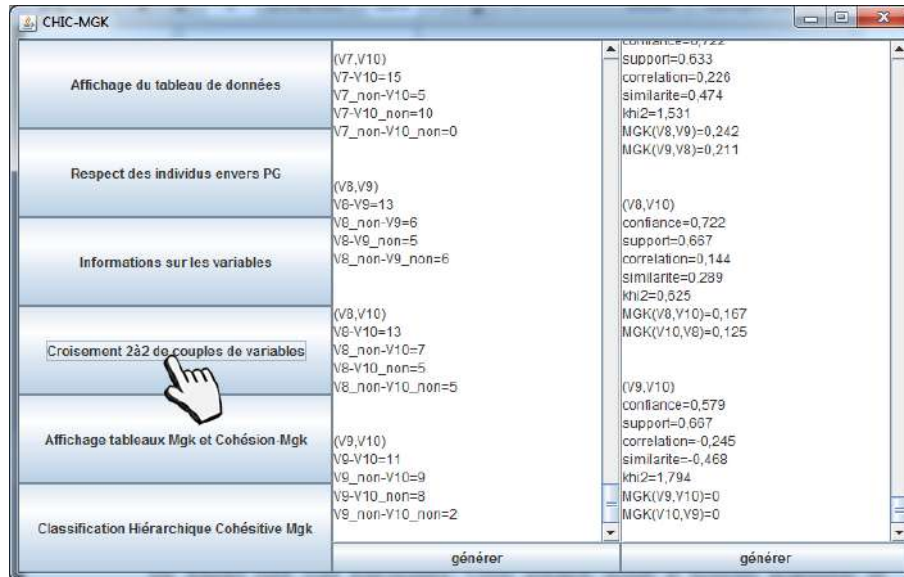 CHIC-MGK
Affichage du tableau de données
Respect des individus envers PG
Informations sur les variables
Croisement 2à2 de couples de variables
Affichage tableaux Mgk et Cohésion-Mgk
Classification Hiérarchique Cohésitive Mgk
(V7,V10)
V7-V10=15
V7_non-V10=5
V7-V10_non=10
V7_non-V10_non=0
(V8,V9)
V8-V9=13
V8_non-V9=6
V8-V9_non=5
V8_non-V9_non=6
(V8,V10)
V8-V10=13
V8_non-V10=7
V8-V10_non=5
V8_non-V10_non=5
(V9,V10)
V9-V10=11
V9_non-V10=9
V9-V10_non=8
V9_non-V10_non=2
générer
confiance=0,722
support=0,633
correlation=0,226
similarite=0,474
khi2=1,531
MGK(V8,V9)=0,242
MGK(V9,V8)=0,211
(V8,V10)
confiance=0,722
support=0,667
correlation=0,144
similarite=0,289
khi2=0,625
MGK(V8,V10)=0,167
MGK(V10,V8)=0,125
(V9,V10)
confiance=0,579
support=0,667
correlation=-0,245
similarite=-0,468
khi2=1,794
MGK(V9,V10)=0
MGK(V10,V9)=0
générer